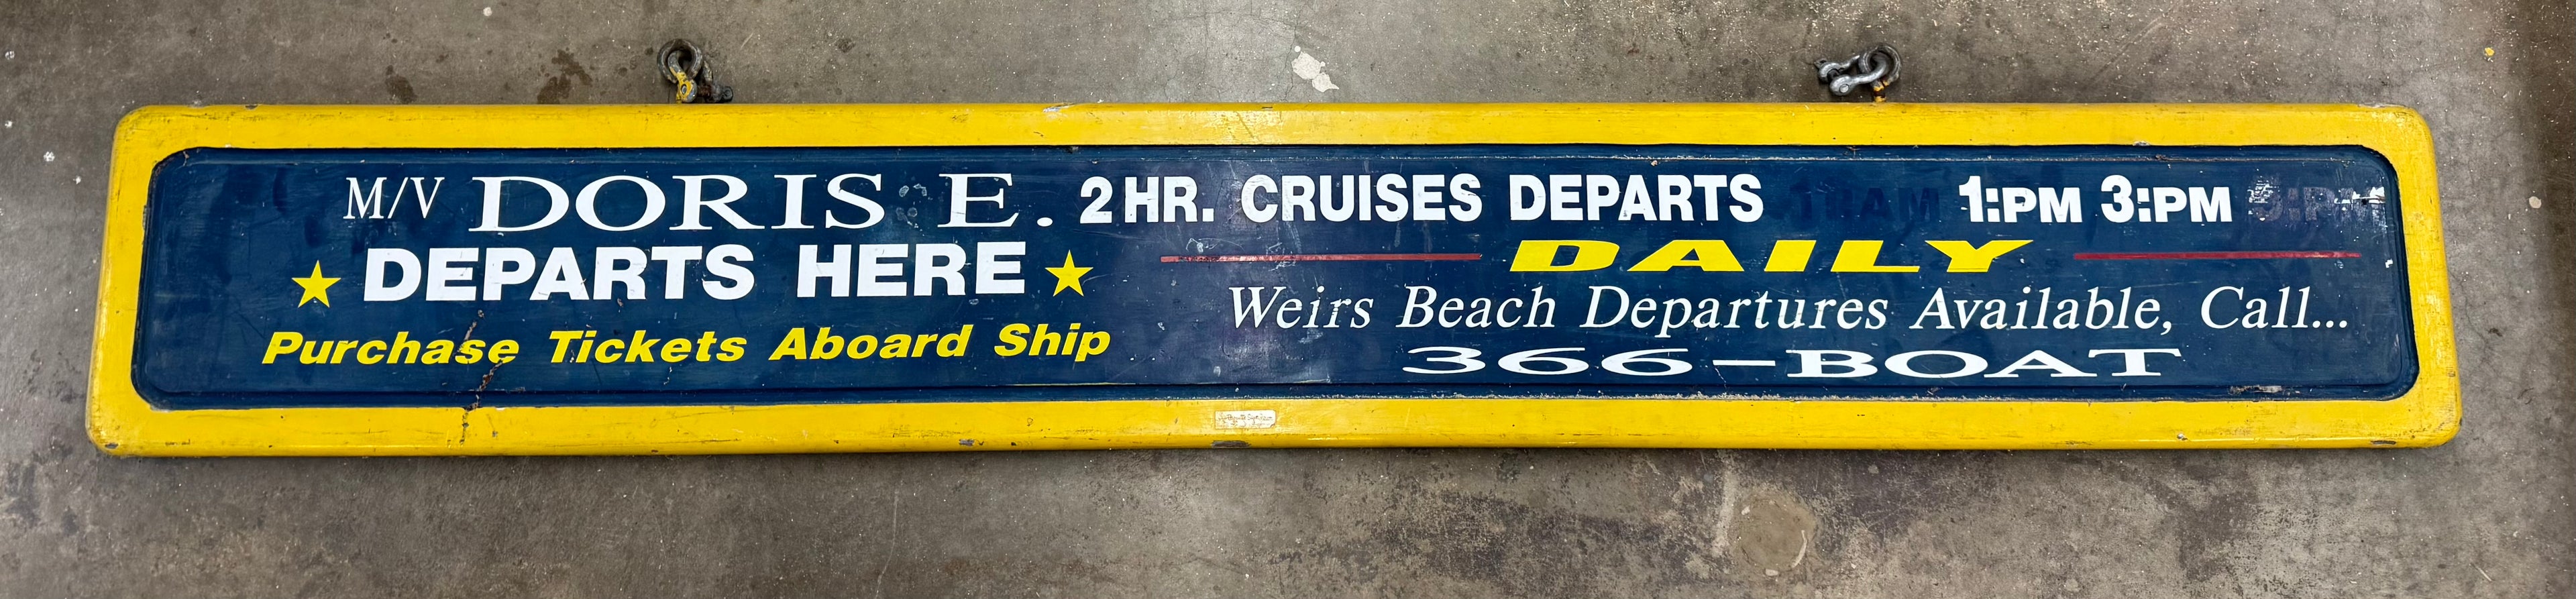 M/V DORIS E.
DEPARTS HERE
Purchase Tickets Aboard Ship
2 HR. CRUISES DEPARTS 1:PM 3:PM
DAILY
Weirs Beach Departures Available, Call...
366-BOAT